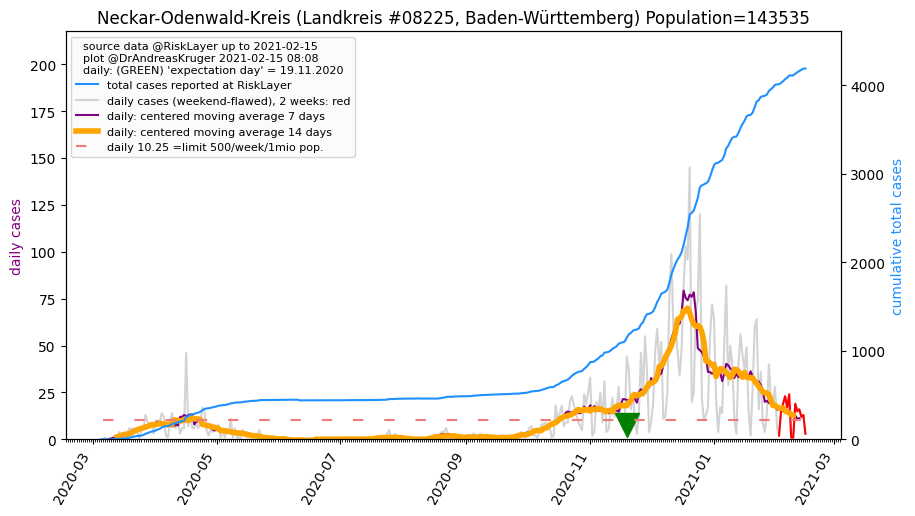 Neckar-Odenwald-Kreis (Landkreis #08225, Baden-Württemberg) Population=143535
source data @RiskLayer up to 2021-02-15
plot @DrAndreasKruger 2021-02-15 08:08
daily: (GREEN) 'expectation day' = 19.11.2020
total cases reported at RiskLayer
daily cases (weekend-flawed), 2 weeks: red
daily: centered moving average 7 days
daily: centered moving average 14 days
daily 10.25 =limit 500/week/1mio pop.
daily cases
200
175
150
125
100
75
50
25
0
cumulative total cases
4000
3000
2000
1000
0
2020-03
2020-05
2020-07
2020-09
2020-11
2021-01
2021-03